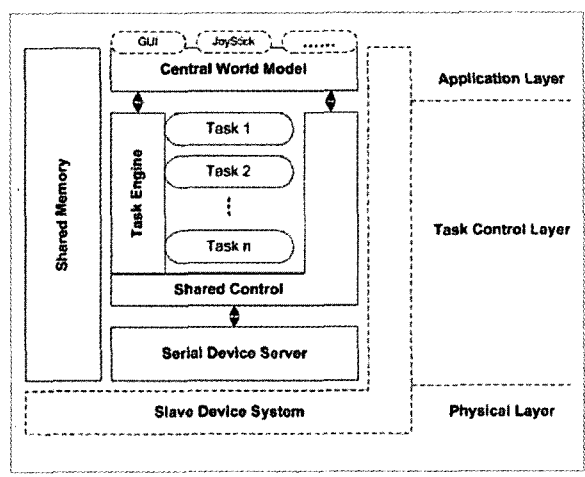 GUI JoyStick ......
Central World Model
Application Layer
Shared Memory
Task Engine
Task 1
Task 2
Task n
Task Control Layer
Shared Control
Serial Device Server
Slave Device System
Physical Layer